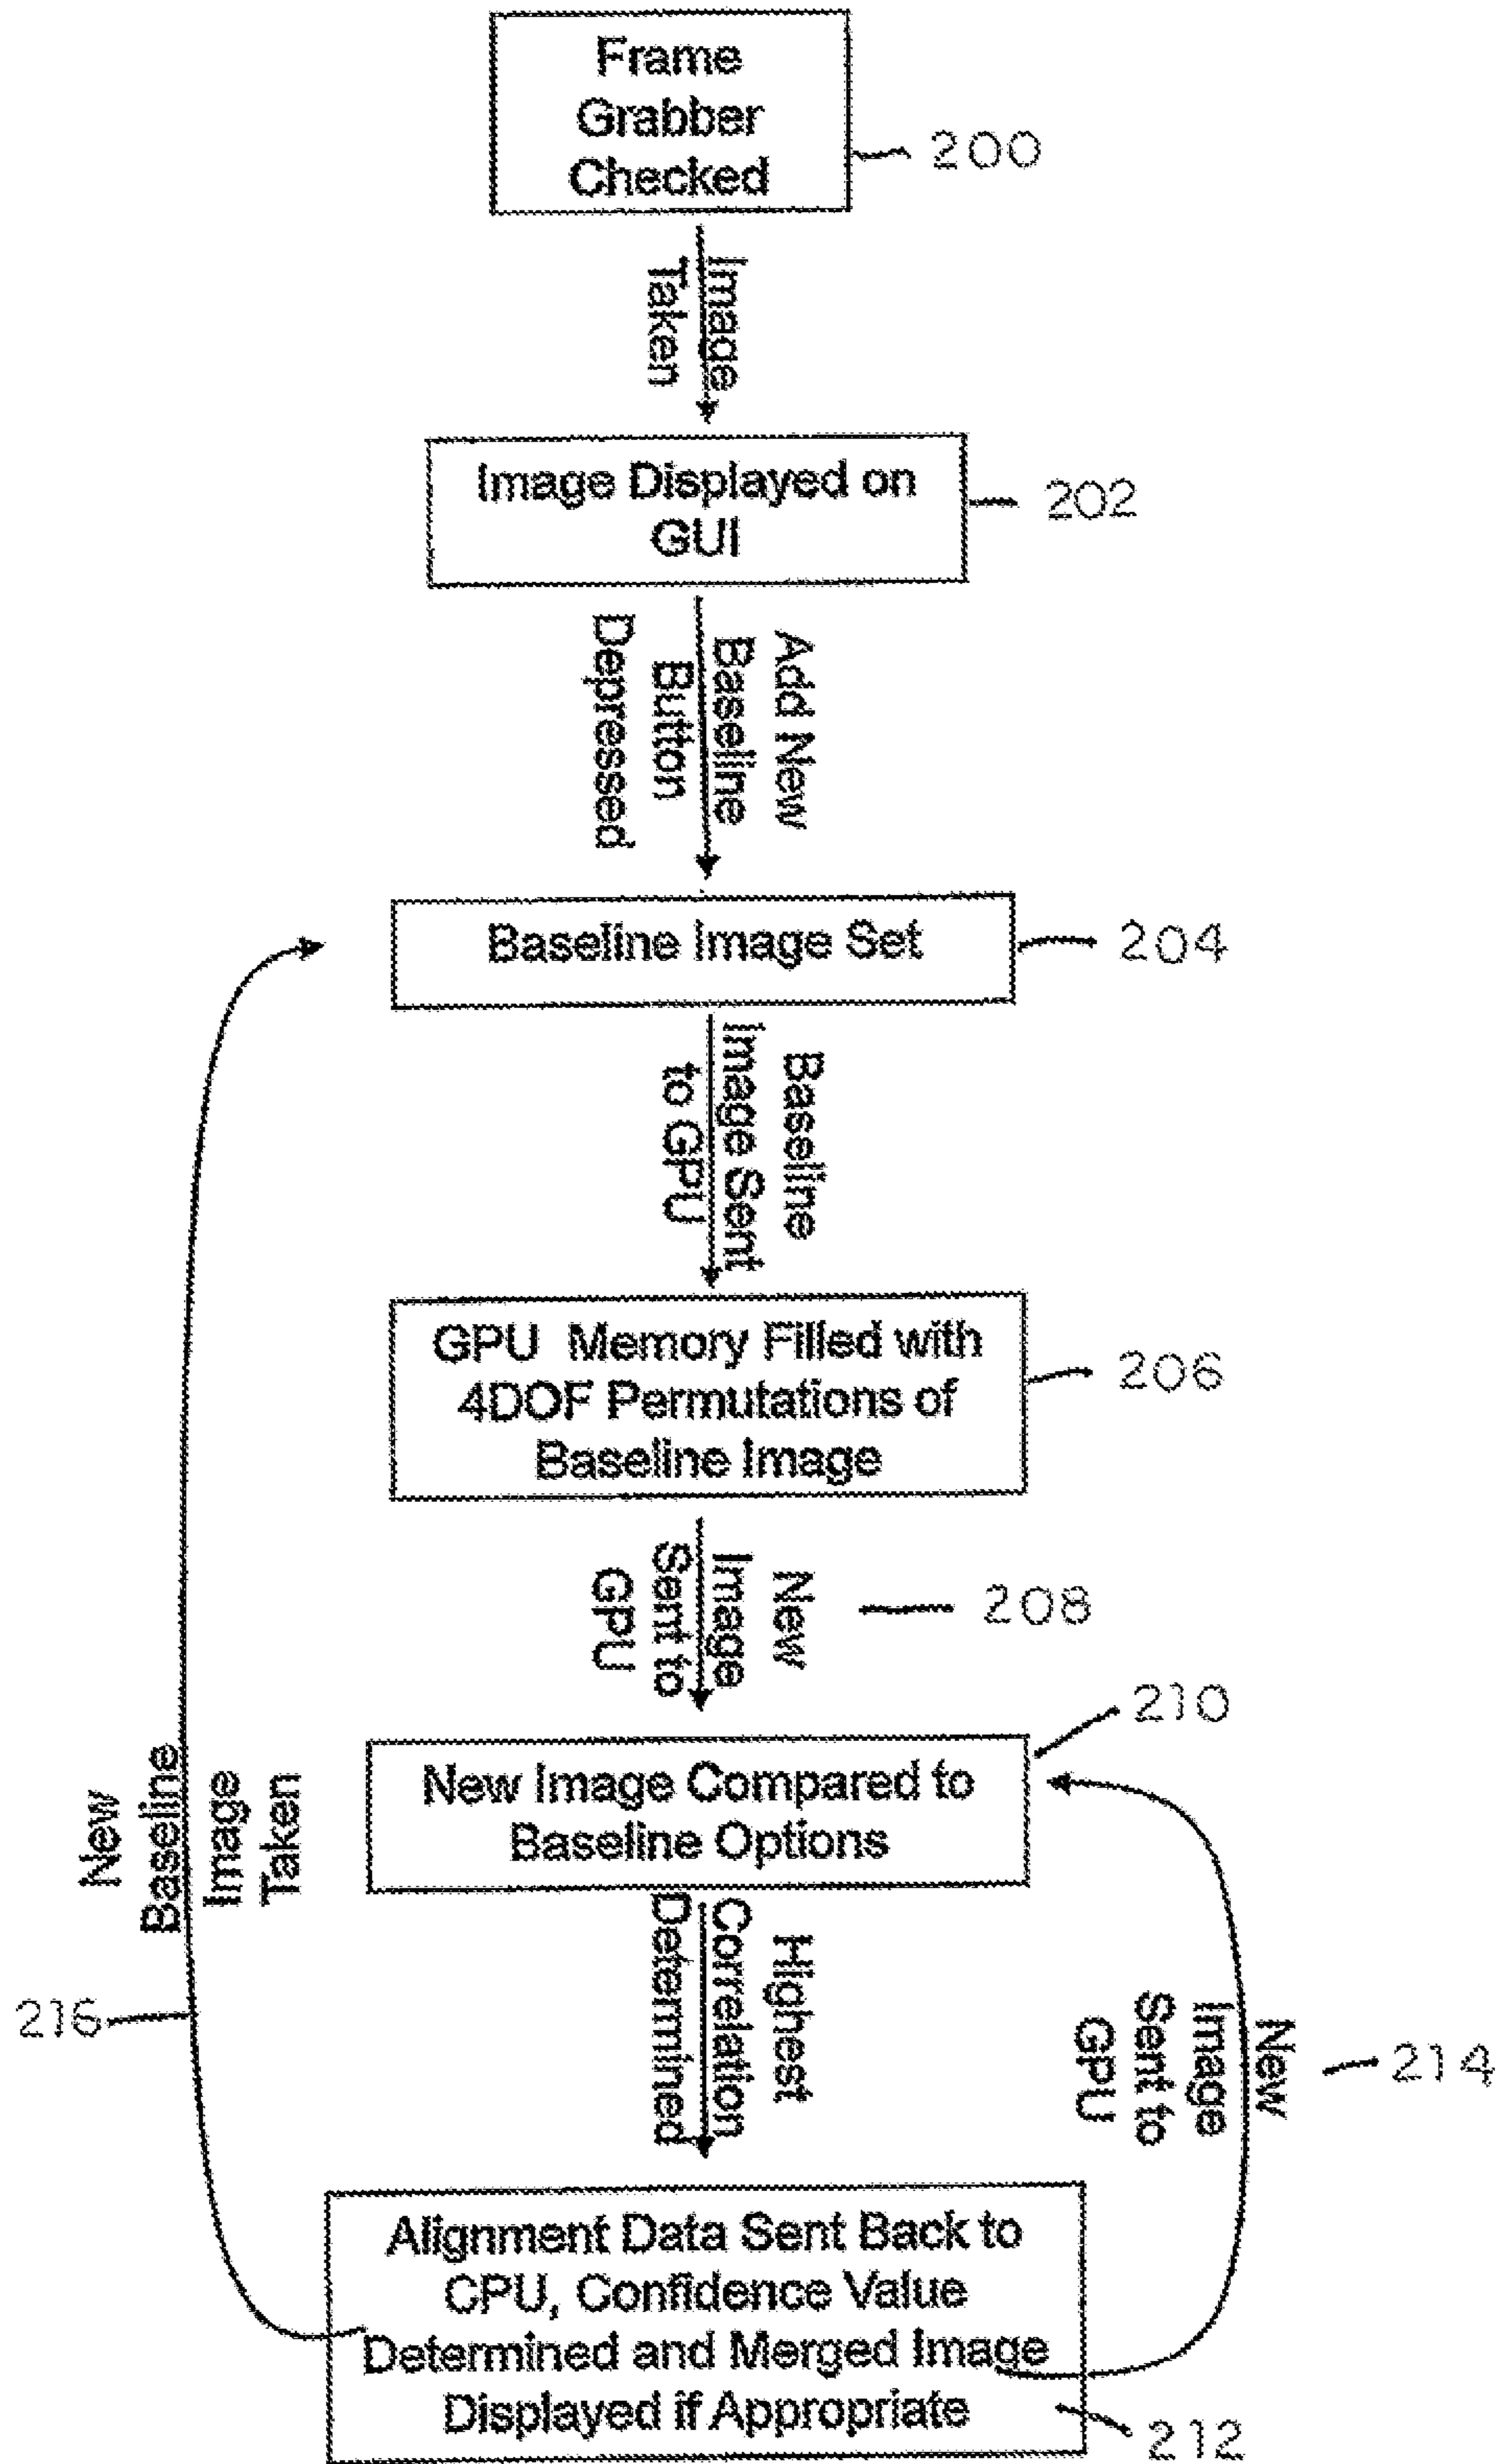 Frame
Grabber
Checked
200
Image
Taken
Image Displayed on
GUI
202
Add New
Baseline
Button
Depressed
Baseline Image Set
204
Baseline
Image Sent
to GPU
GPU Memory Filled with
4DOF Permutations of
Baseline Image
206
New
Image
Sent to
GPU
208
210
New Image Compared to
Baseline Options
New
Baseline
Image
Taken
216
Highest
Correlation
Determined
New
Image
Sent to
GPU
214
Alignment Data Sent Back to
CPU, Confidence Value
Determined and Merged Image
Displayed if Appropriate
212